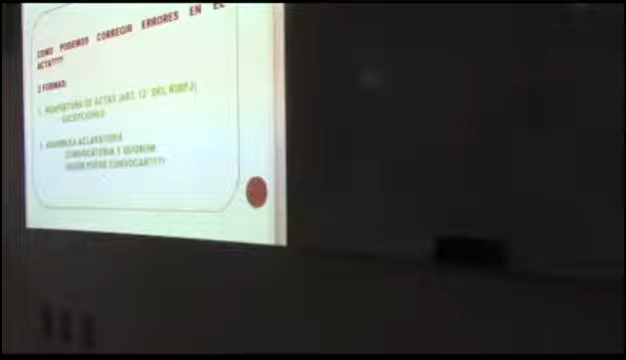 COMO PODEMOS CORREGIR ERRORES EN EL
ACTA????
2 FORMAS:
1. REAPERTURA DE ACTAS (ART. 12° DEL
EXCEPCIONES
2. ASAMBLEA ACLARATORIA
CONVOCATORIA Y QUORUM
QUIEN PUEDE CONVOCAR????